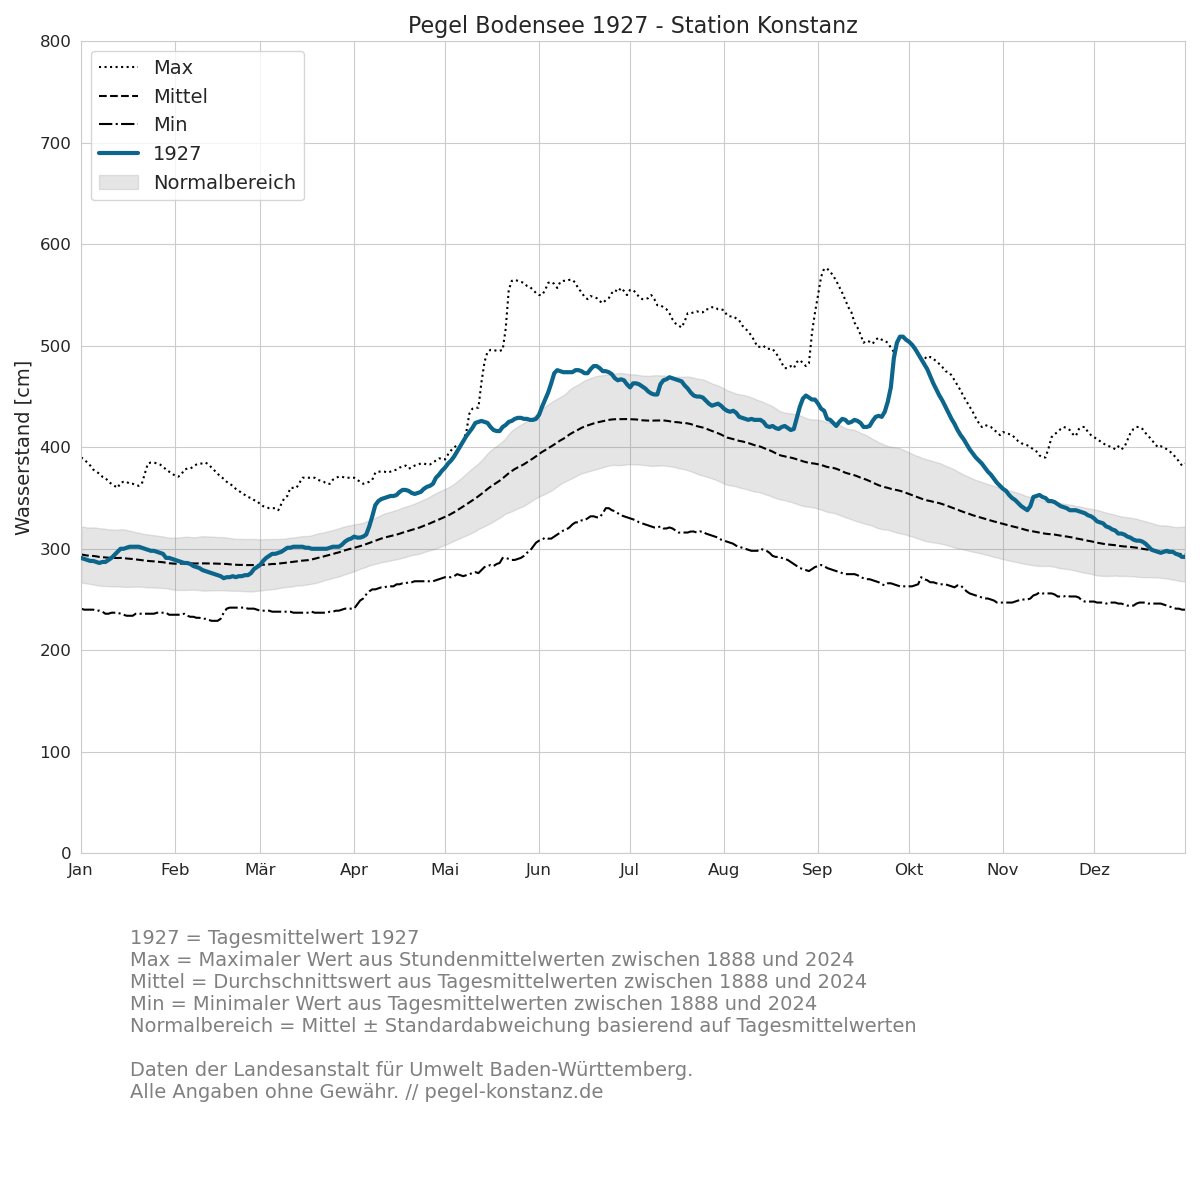 Pegel Bodensee 1927 - Station Konstanz
800
700
600
500
400
300
200
100
0
Wasserstand [cm]
Max
Mittel
Min
1927
Normalbereich
Jan Feb Mär Apr Mai Jun Jul Aug Sep Okt Nov Dez
1927 = Tagesmittelwert 1927
Max = Maximaler Wert aus Stundenmittelwerten zwischen 1888 und 2024
Mittel = Durchschnittswert aus Tagesmittelwerten zwischen 1888 und 2024
Min = Minimaler Wert aus Tagesmittelwerten zwischen 1888 und 2024
Normalbereich = Mittel ± Standardabweichung basierend auf Tagesmittelwerten
Daten der Landesanstalt für Umwelt Baden-Württemberg.
Alle Angaben ohne Gewähr. // pegel-konstanz.de